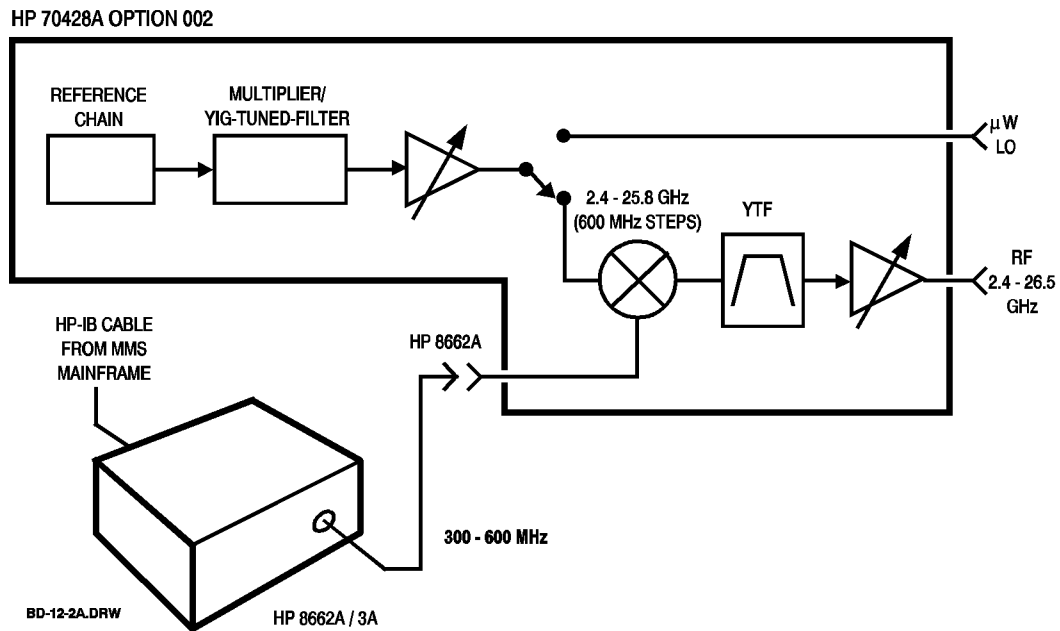 HP 70428A OPTION 002
REFERENCE
CHAIN
MULTIPLIER/
YIG-TUNED-FILTER
µW
LO
2.4 - 25.8 GHz
(600 MHz STEPS)
YTF
RF
2.4 - 26.5
GHz
HP-IB CABLE
FROM MMS
MAINFRAME
HP 8662A
300 - 600 MHz
BD-12-2A.DRW
HP 8662A / 3A